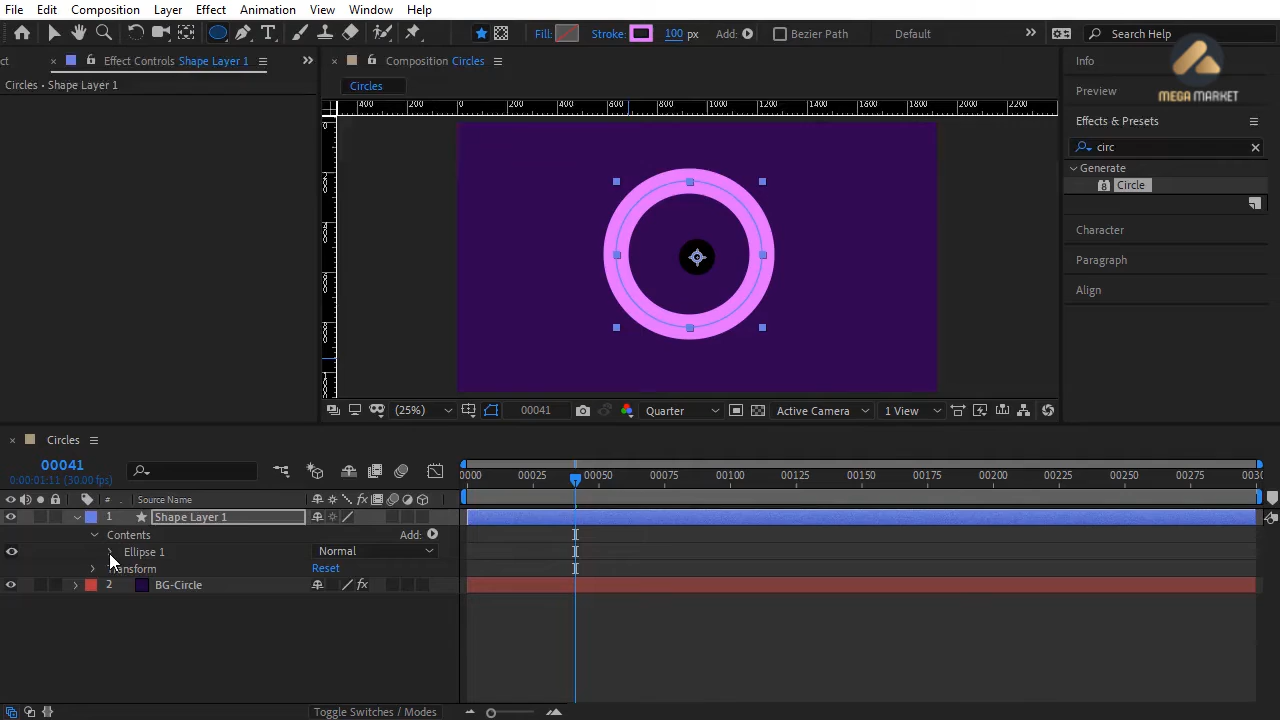 File Edit Composition Layer Effect Animation View Window Help
Fill: Stroke: 100 px Add: Bezier Path Default Search Help
ct Effect Controls Shape Layer 1
Circles • Shape Layer 1
Composition Circles
Circles
400 200 0 200 400 600 800 1000 1200 1400 1600 1800 2000 2200
MEGA MARKET
Info
Preview
Effects & Presets
circ
Generate
Circle
Character
Paragraph
Align
(25%) 00041 Quarter Active Camera 1 View
Circles
00041
0:00:01:11 (30.00 fps)
0000 00025 00050 00075 00100 00125 00150 00175 00200 00225 00250 00275 0030
# . Source Name
1 Shape Layer 1
Contents Add:
Ellipse 1 Normal
Transform Reset
2 BG-Circle
Toggle Switches / Modes